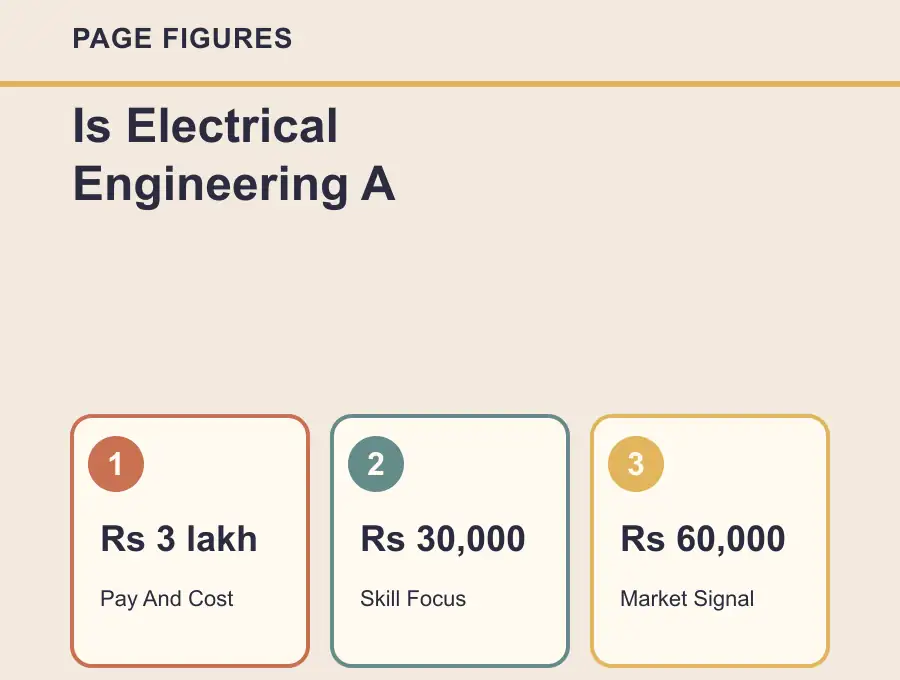 PAGE FIGURES
Is Electrical
Engineering A
1
Rs 3 lakh
Pay And Cost
2
Rs 30,000
Skill Focus
3
Rs 60,000
Market Signal